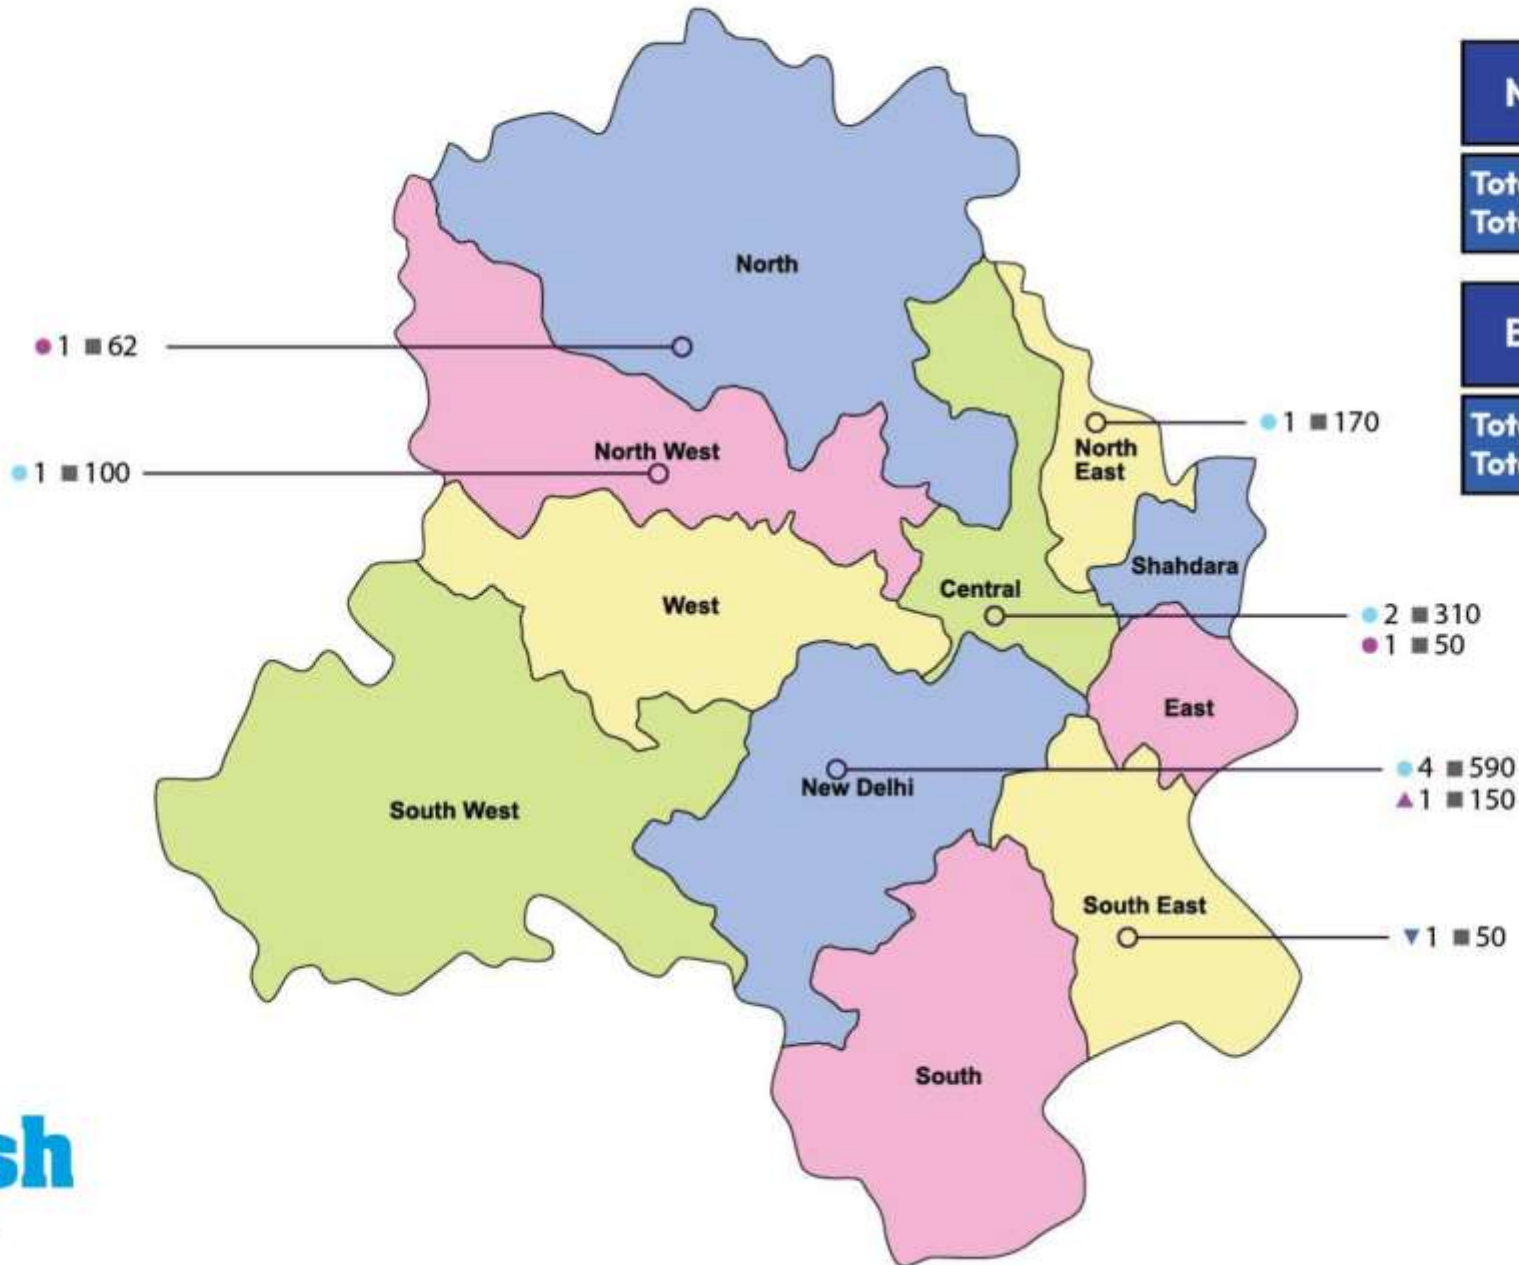 North
1 62
North West
1 100
North
East
1 170
Shahdara
West
Central
2 310
1 50
East
New Delhi
4 590
1 150
South West
South East
1 50
South